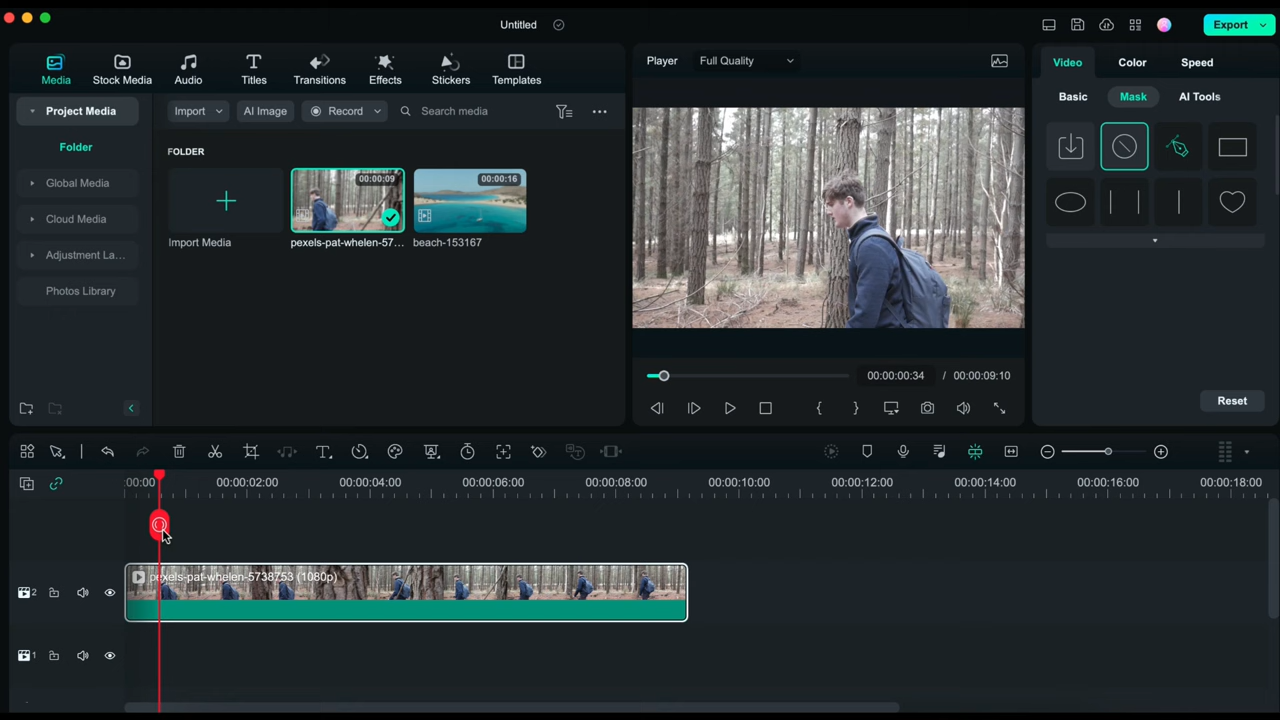 Untitled
Export
Media
Stock Media
Audio
Titles
Transitions
Effects
Stickers
Templates
Player
Full Quality
Video
Color
Speed
Project Media
Import
AI Image
Record
Search media
Basic
Mask
AI Tools
Folder
FOLDER
Global Media
00:00:09
00:00:16
Cloud Media
Import Media
pexels-pat-whelen-57...
beach-153167
Adjustment La...
Photos Library
00:00:00:34 / 00:00:09:10
Reset
:00:00
00:00:02:00
00:00:04:00
00:00:06:00
00:00:08:00
00:00:10:00
00:00:12:00
00:00:14:00
00:00:16:00
00:00:18:00
pexels-pat-whelen-5738753 (1080p)
2
1